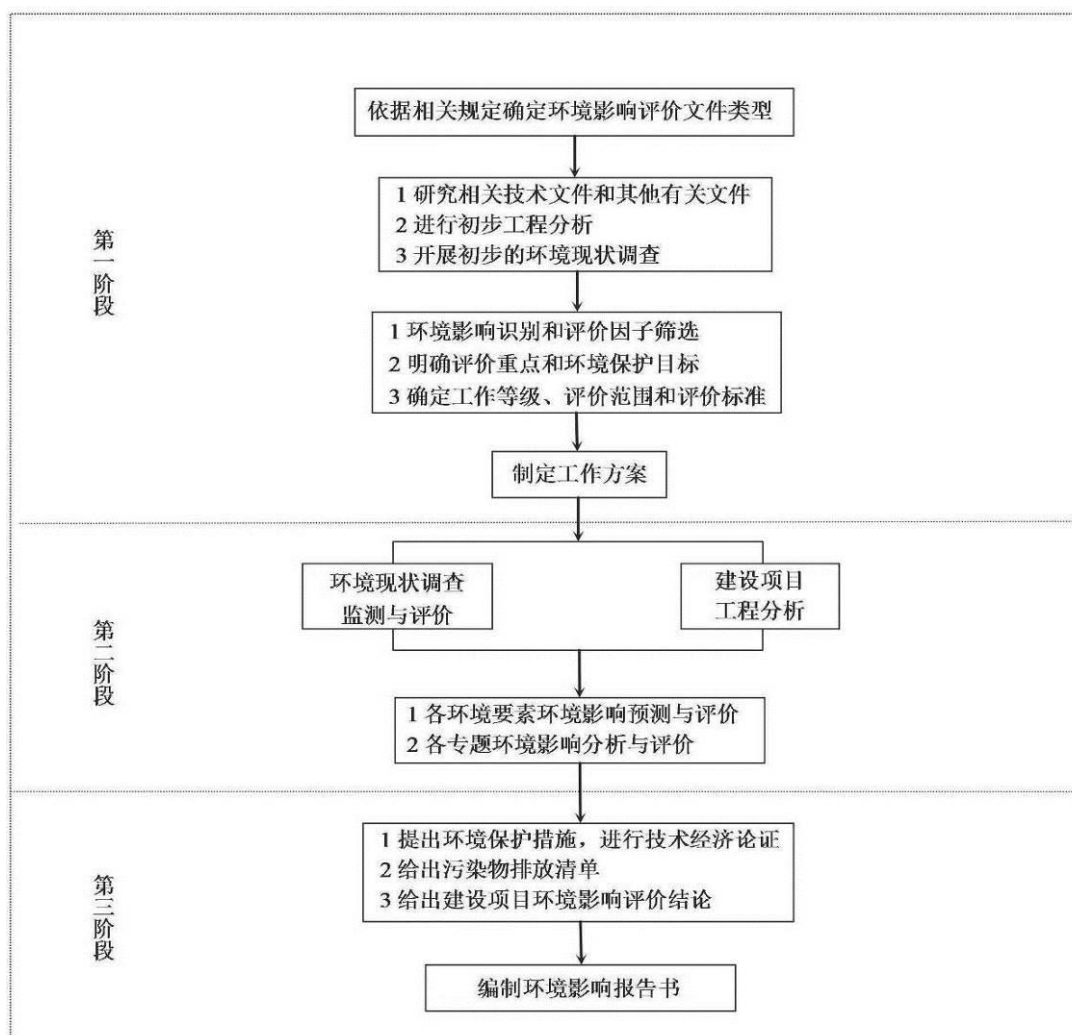 依据相关规定确定环境影响评价文件类型
1 研究相关技术文件和其他有关文件
2 进行初步工程分析
3 开展初步的环境现状调查
第一阶段
1 环境影响识别和评价因子筛选
2 明确评价重点和环境保护目标
3 确定工作等级、评价范围和评价标准
制定工作方案
环境现状调查
监测与评价
建设项目
工程分析
第二阶段
1 各环境要素环境影响预测与评价
2 各专题环境影响分析与评价
1 提出环境保护措施，进行技术经济论证
2 给出污染物排放清单
3 给出建设项目环境影响评价结论
第三阶段
编制环境影响报告书